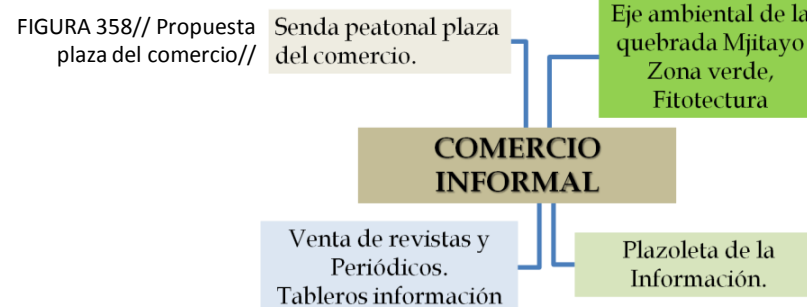 FIGURA 358// Propuesta
plaza del comercio//
Senda peatonal plaza
del comercio.
Eje ambiental de la
quebrada Mjitayo
Zona verde,
Fitotectura
COMERCIO
INFORMAL
Venta de revistas y
Periódicos.
Tableros información
Plazoleta de la
Información.